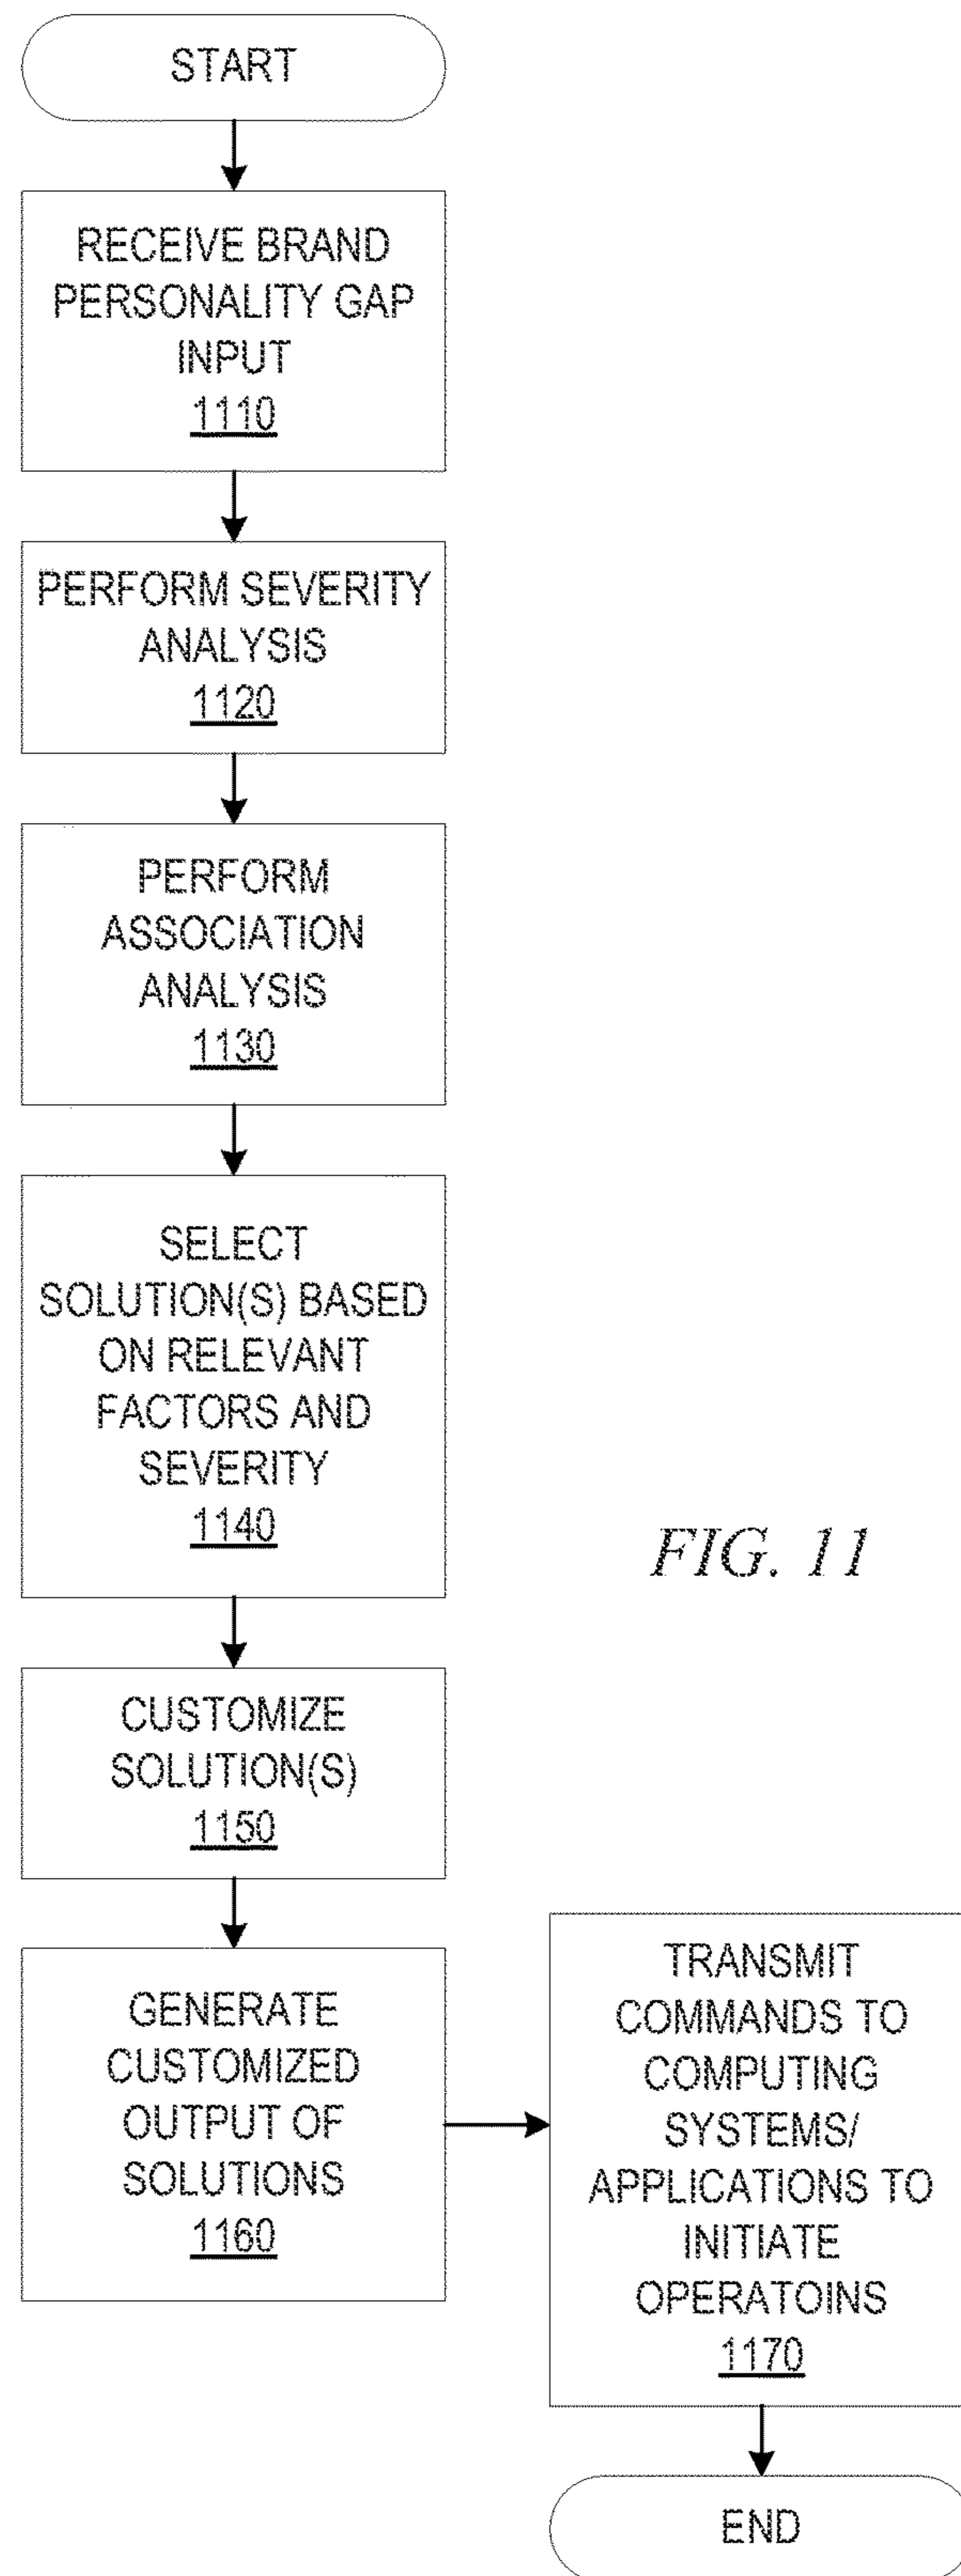 START
RECEIVE BRAND
PERSONALITY GAP
INPUT
1110
PERFORM SEVERITY
ANALYSIS
1120
PERFORM
ASSOCIATION
ANALYSIS
1130
SELECT
SOLUTION(S) BASED
ON RELEVANT
FACTORS AND
SEVERITY
1140
FIG. 11
CUSTOMIZE
SOLUTION(S)
1150
GENERATE
CUSTOMIZED
OUTPUT OF
SOLUTIONS
1160
TRANSMIT
COMMANDS TO
COMPUTING
SYSTEMS/
APPLICATIONS TO
INITIATE
OPERATOINS
1170
END